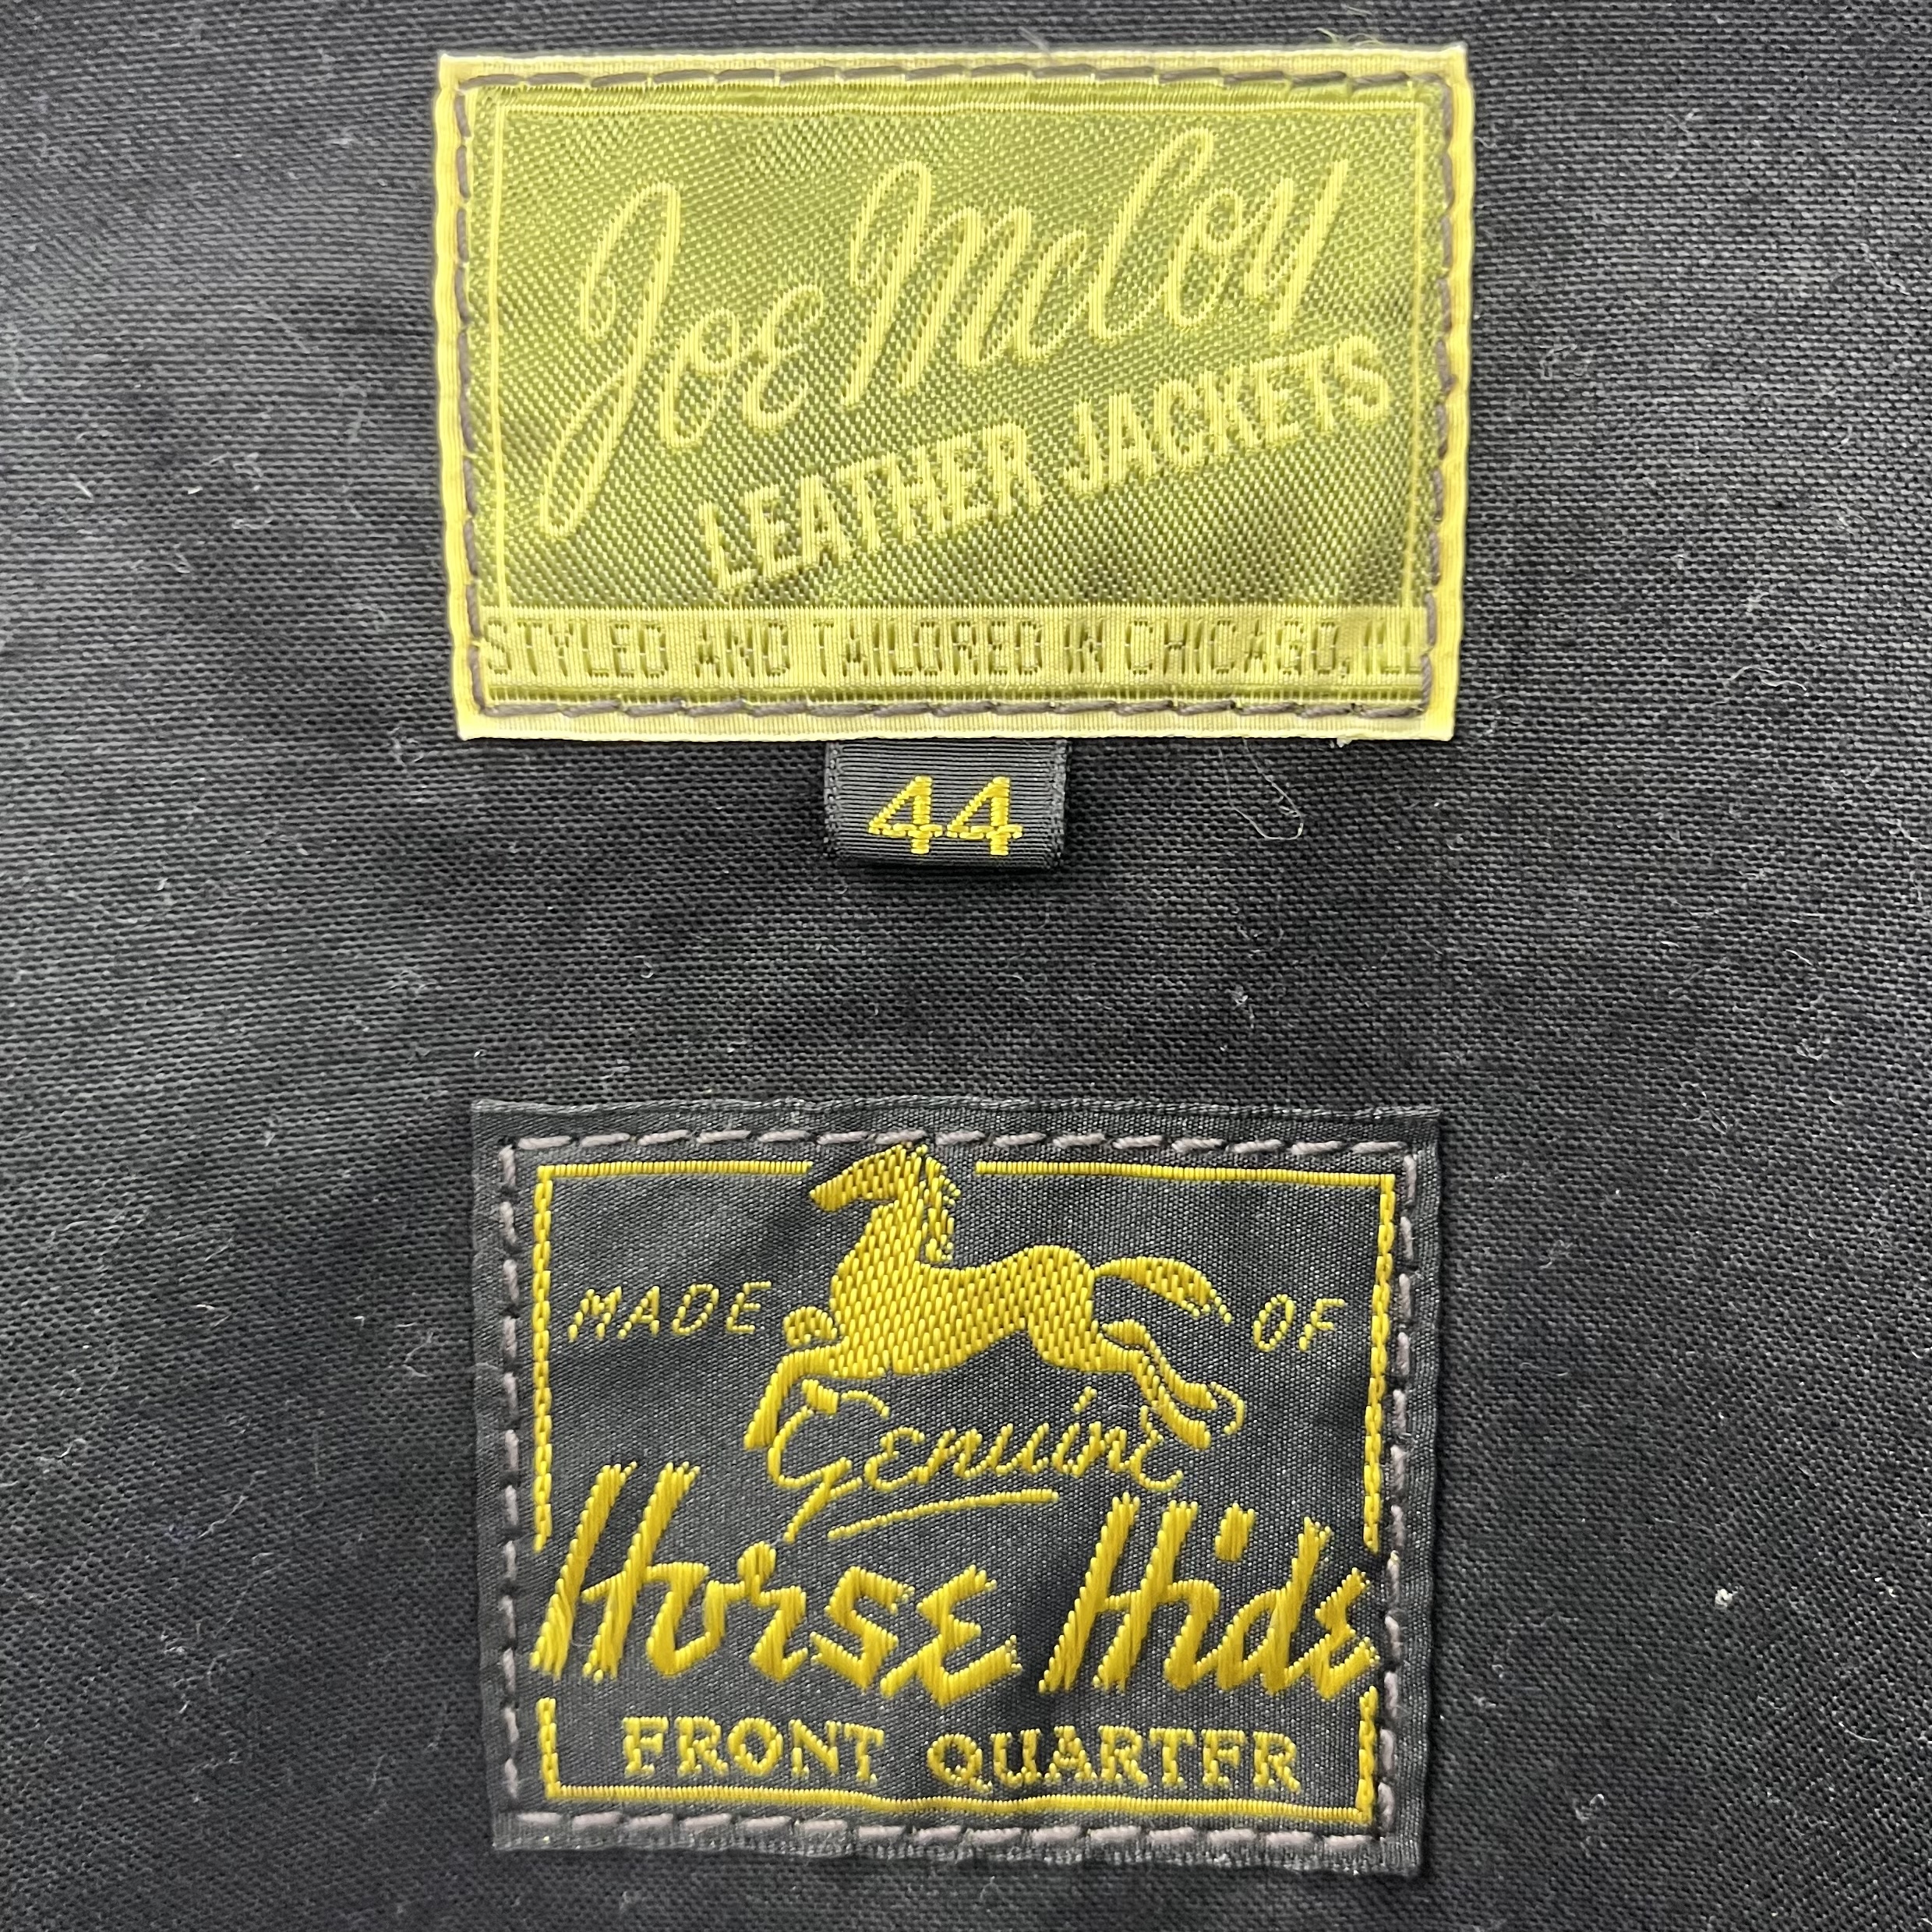 Joe McCoy
LEATHER JACKETS
STYLED AND TAILORED IN CHICAGO, ILL
44
MADE OF
Genuine
Horse Hide
FRONT QUARTER